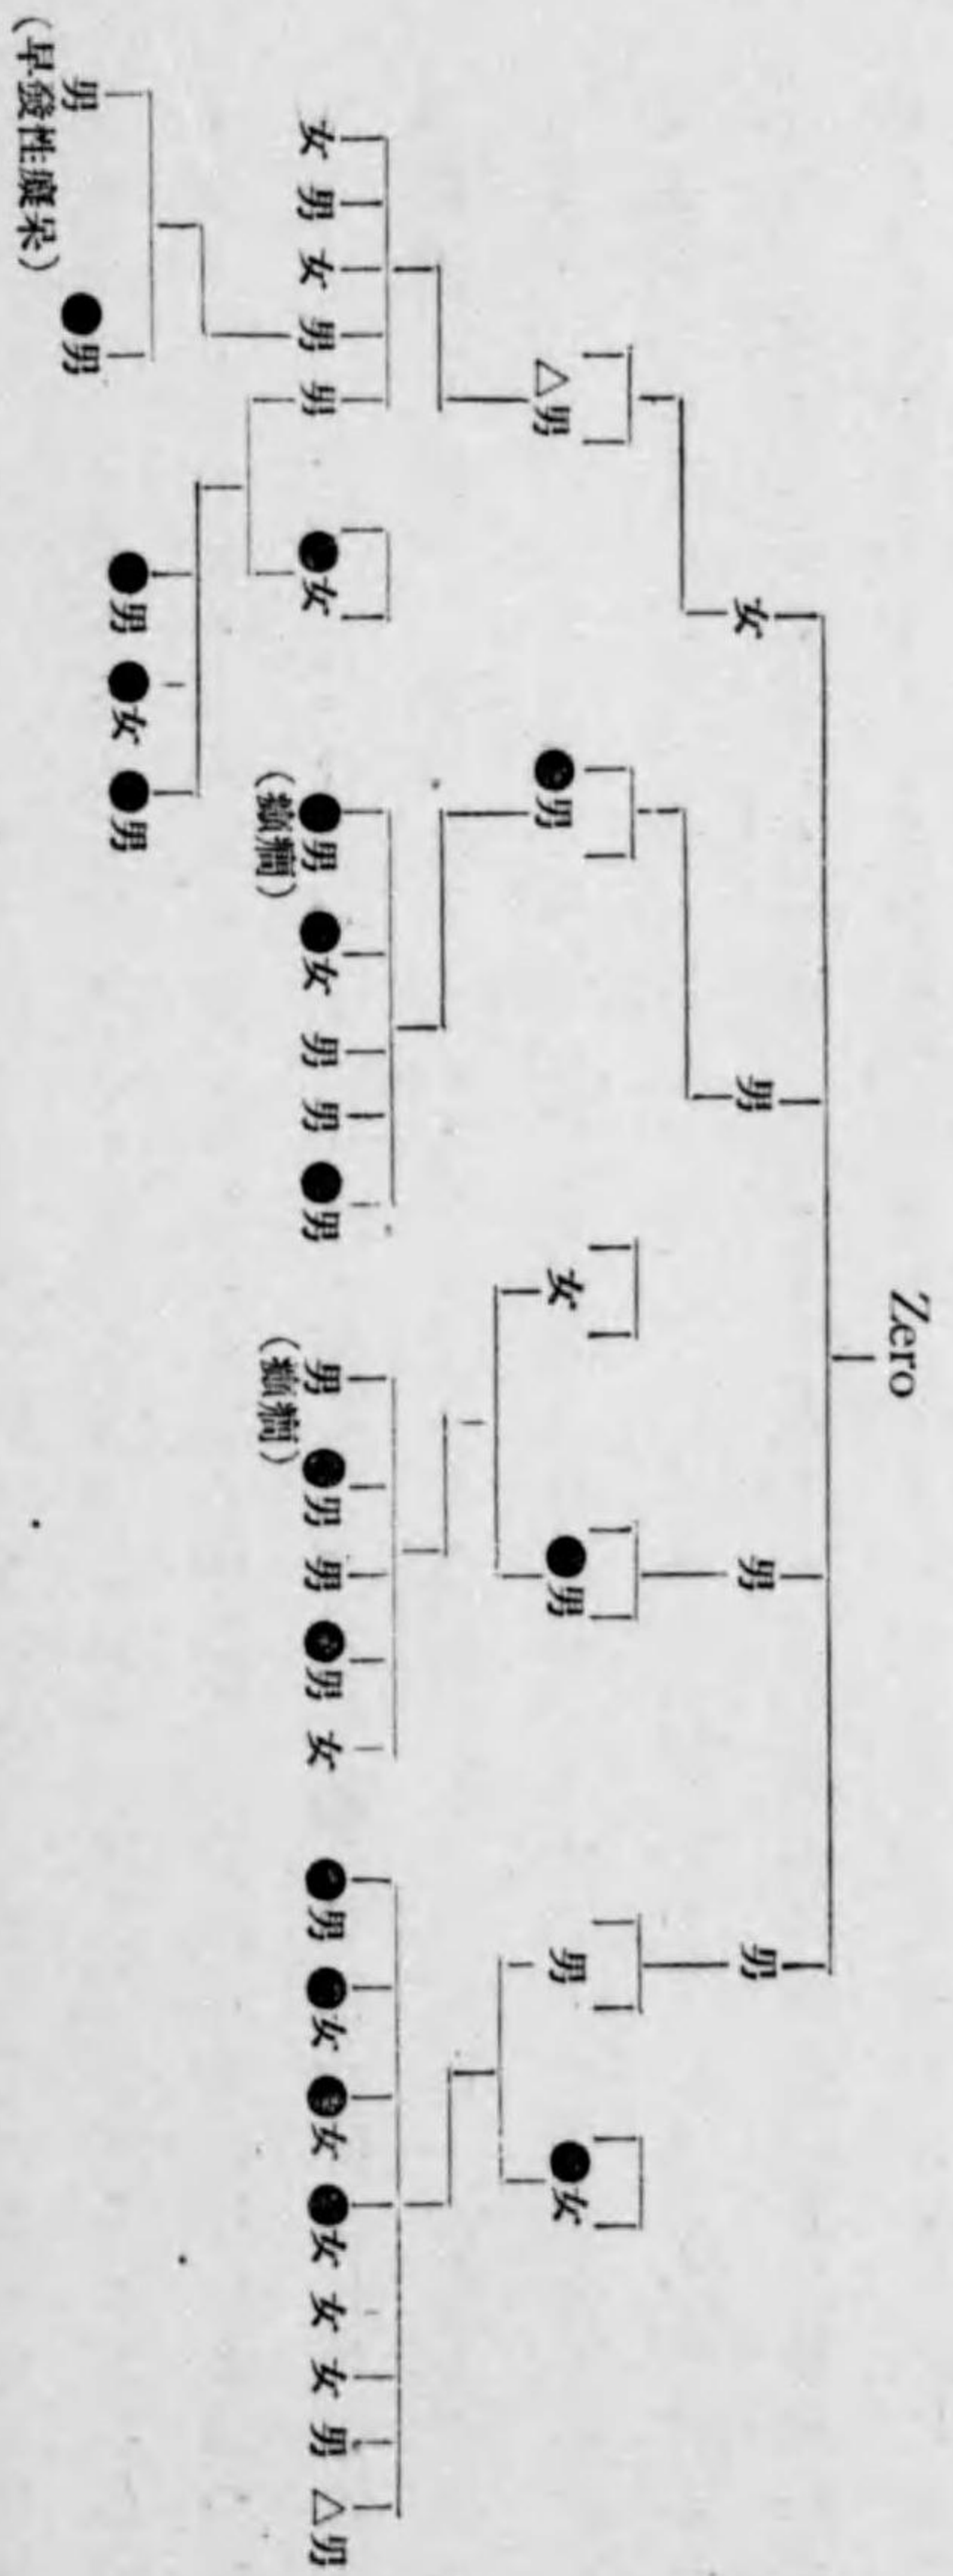 Zero
女 男 男 男
△男 ●男 女 ●男 男 ●女
女 男 女 男 男 ●女 ●男 ●女 男 男 ●男 男 ●男 男 ●男 女 ●男 ●女 ●女 ●女 女 女 男 △男
(癲癇) (癲癇)
●男 ●女 ●男
男 ●男
(早發性癡呆)